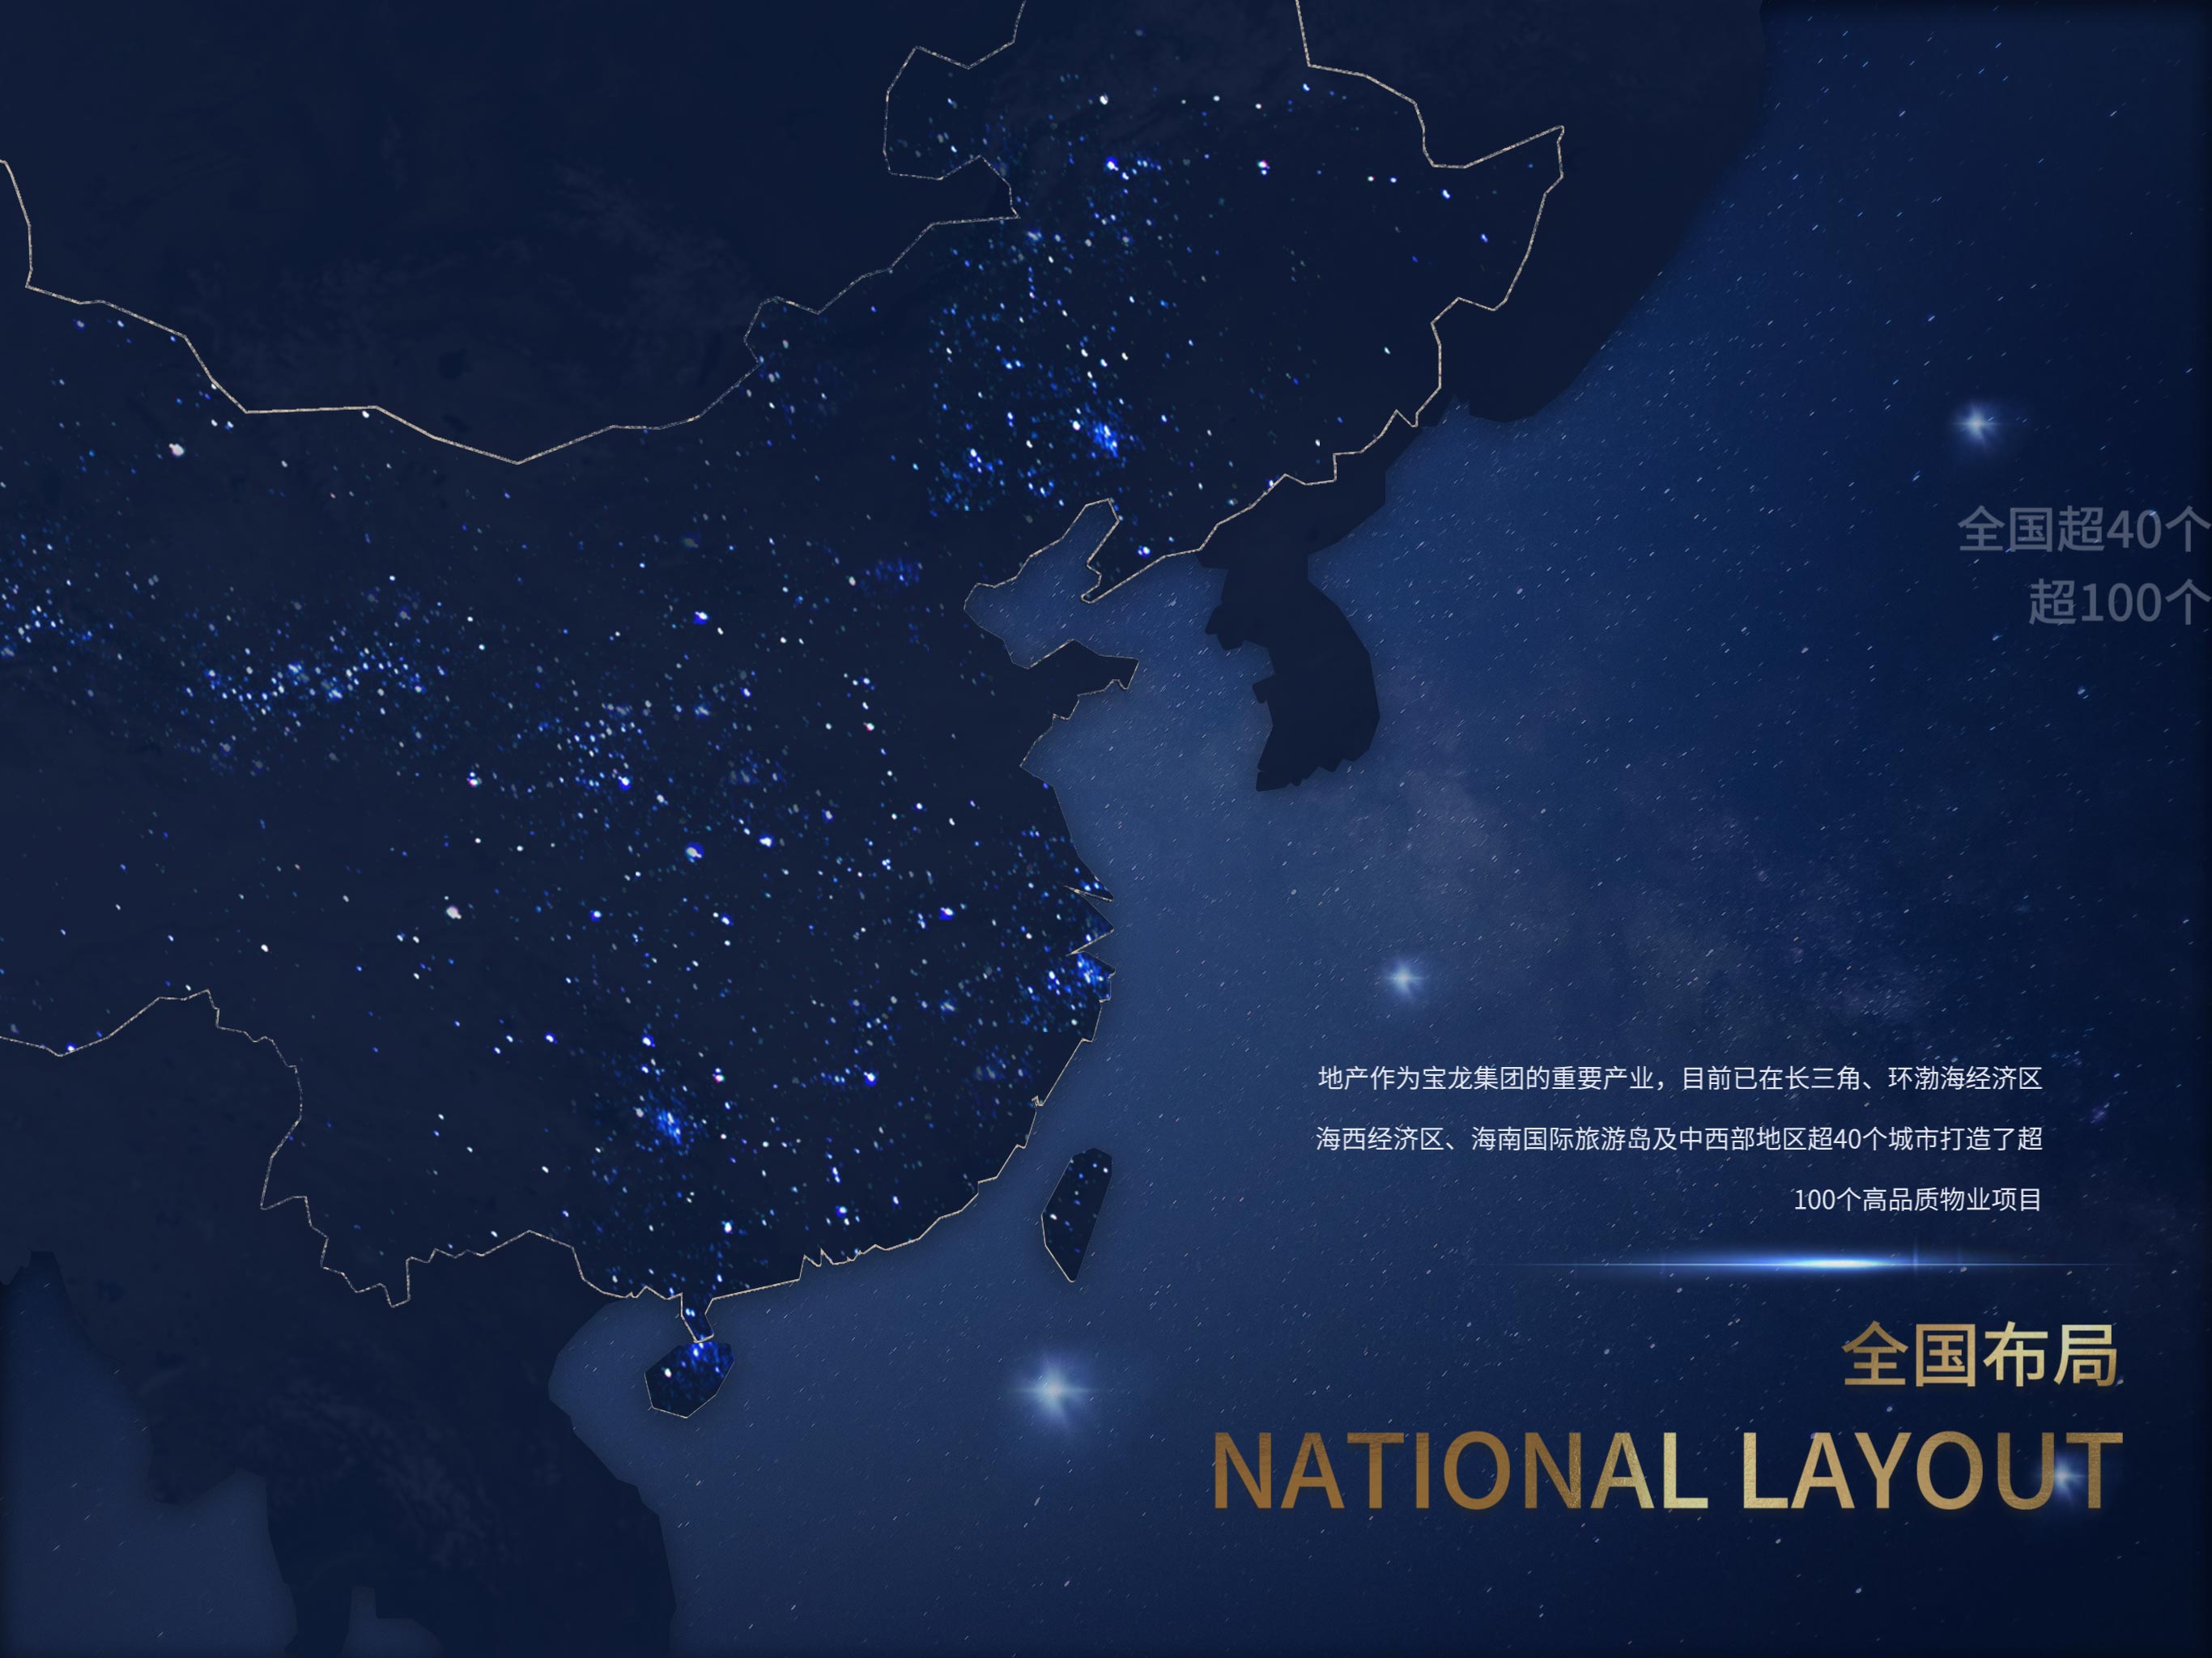 全国超40个
超100个
地产作为宝龙集团的重要产业，目前已在长三角、环渤海经济区
海西经济区、海南国际旅游岛及中西部地区超40个城市打造了超
100个高品质物业项目
全国布局
NATIONAL LAYOUT